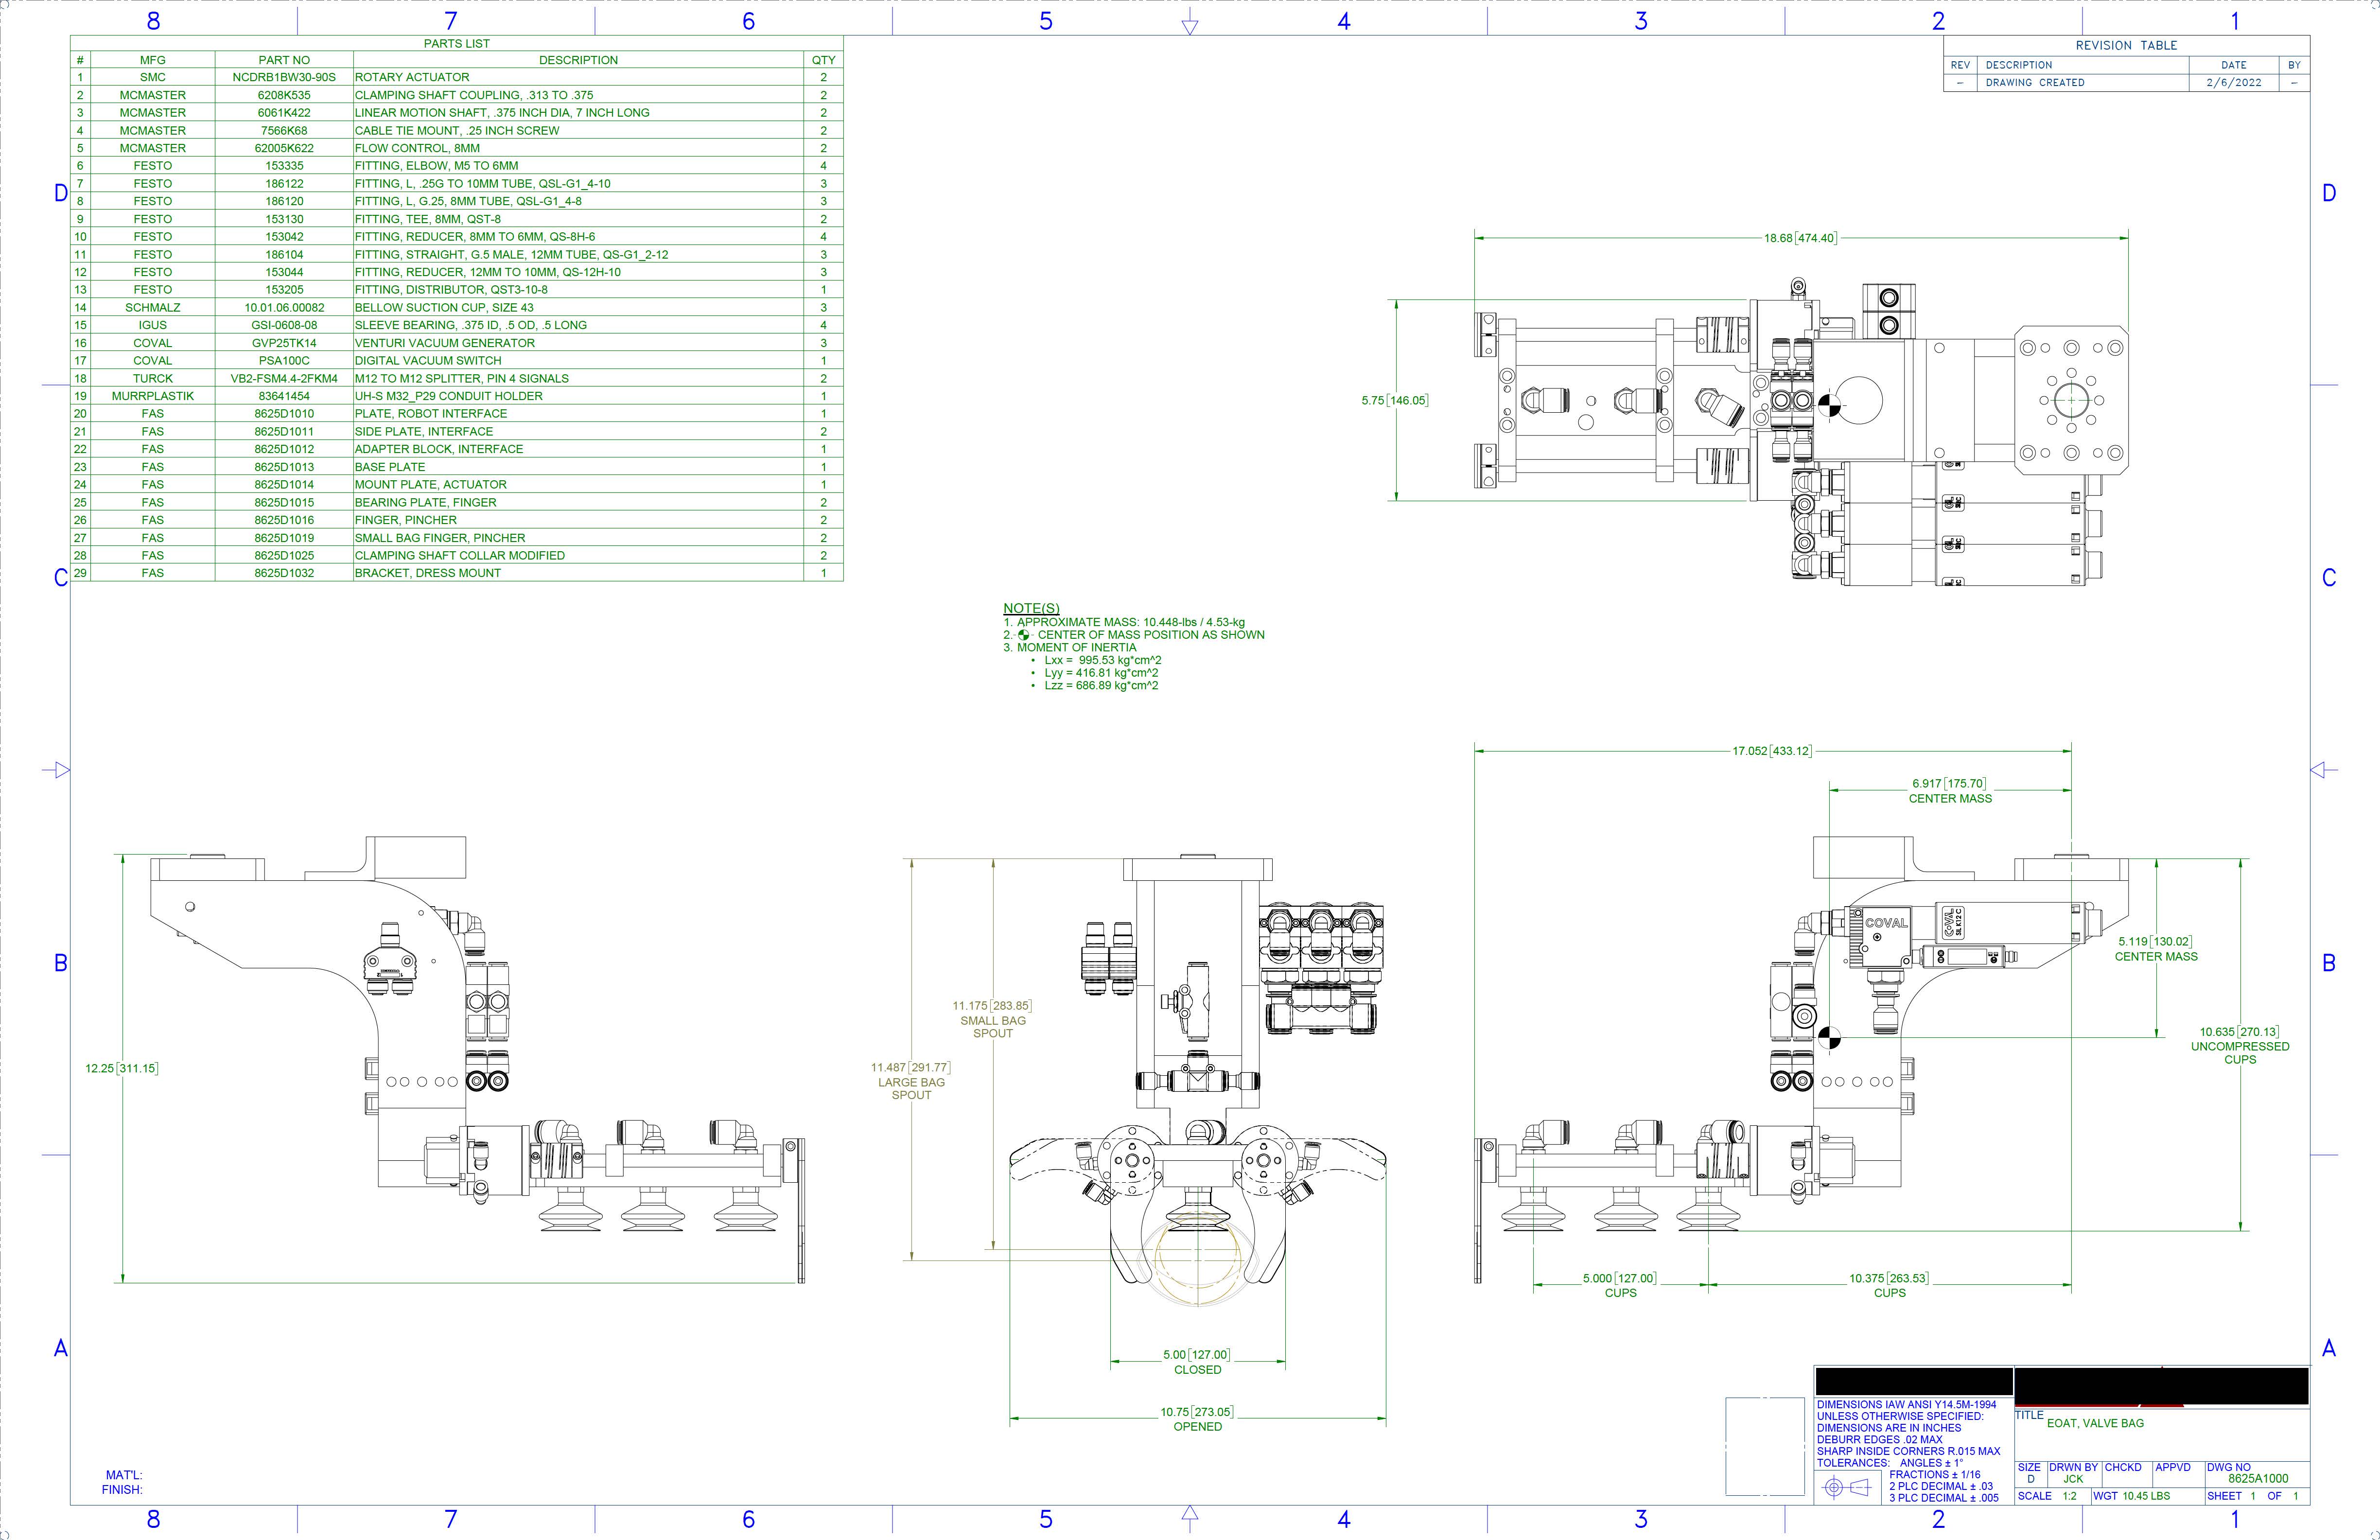 8 7 6 5 4 3 2 1
PARTS LIST
# MFG PART NO DESCRIPTION QTY
1 SMC NCDRB1BW30-90S ROTARY ACTUATOR 2
2 MCMASTER 6208K535 CLAMPING SHAFT COUPLING, .313 TO .375 2
3 MCMASTER 6061K422 LINEAR MOTION SHAFT, .375 INCH DIA, 7 INCH LONG 2
4 MCMASTER 7566K68 CABLE TIE MOUNT, .25 INCH SCREW 2
5 MCMASTER 62005K622 FLOW CONTROL, 8MM 2
6 FESTO 153335 FITTING, ELBOW, M5 TO 6MM 4
7 FESTO 186122 FITTING, L, .25G TO 10MM TUBE, QSL-G1_4-10 3
8 FESTO 186120 FITTING, L, G.25, 8MM TUBE, QSL-G1_4-8 3
9 FESTO 153130 FITTING, TEE, 8MM, QST-8 2
10 FESTO 153042 FITTING, REDUCER, 8MM TO 6MM, QS-8H-6 4
11 FESTO 186104 FITTING, STRAIGHT, G.5 MALE, 12MM TUBE, QS-G1_2-12 3
12 FESTO 153044 FITTING, REDUCER, 12MM TO 10MM, QS-12H-10 3
13 FESTO 153205 FITTING, DISTRIBUTOR, QST3-10-8 1
14 SCHMALZ 10.01.06.00082 BELLOW SUCTION CUP, SIZE 43 3
15 IGUS GSI-0608-08 SLEEVE BEARING, .375 ID, .5 OD, .5 LONG 4
16 COVAL GVP25TK14 VENTURI VACUUM GENERATOR 3
17 COVAL PSA100C DIGITAL VACUUM SWITCH 1
18 TURCK VB2-FSM4.4-2FKM4 M12 TO M12 SPLITTER, PIN 4 SIGNALS 2
19 MURRPLASTIK 83641454 UH-S M32_P29 CONDUIT HOLDER 1
20 FAS 8625D1010 PLATE, ROBOT INTERFACE 1
21 FAS 8625D1011 SIDE PLATE, INTERFACE 2
22 FAS 8625D1012 ADAPTER BLOCK, INTERFACE 1
23 FAS 8625D1013 BASE PLATE 1
24 FAS 8625D1014 MOUNT PLATE, ACTUATOR 1
25 FAS 8625D1015 BEARING PLATE, FINGER 2
26 FAS 8625D1016 FINGER, PINCHER 2
27 FAS 8625D1019 SMALL BAG FINGER, PINCHER 2
28 FAS 8625D1025 CLAMPING SHAFT COLLAR MODIFIED 2
29 FAS 8625D1032 BRACKET, DRESS MOUNT 1
REVISION TABLE
REV DESCRIPTION DATE BY
- DRAWING CREATED 2/6/2022 -
D D
C C
B B
A A
18.68[474.40]
5.75[146.05]
NOTE(S)
1. APPROXIMATE MASS: 10.448-lbs / 4.53-kg
2. - - CENTER OF MASS POSITION AS SHOWN
3. MOMENT OF INERTIA
• Lxx = 995.53 kg*cm^2
• Lyy = 416.81 kg*cm^2
• Lzz = 686.89 kg*cm^2
12.25[311.15]
11.175[283.85]
SMALL BAG
SPOUT
11.487[291.77]
LARGE BAG
SPOUT
5.00[127.00]
CLOSED
10.75[273.05]
OPENED
17.052[433.12]
6.917[175.70]
CENTER MASS
COVAL
5.119[130.02]
CENTER MASS
10.635[270.13]
UNCOMPRESSED
CUPS
5.000[127.00]
CUPS
10.375[263.53]
CUPS
MAT'L:
FINISH:
DIMENSIONS IAW ANSI Y14.5M-1994
UNLESS OTHERWISE SPECIFIED:
DIMENSIONS ARE IN INCHES
DEBURR EDGES .02 MAX
SHARP INSIDE CORNERS R.015 MAX
TOLERANCES: ANGLES ± 1°
FRACTIONS ± 1/16
2 PLC DECIMAL ± .03
3 PLC DECIMAL ± .005
TITLE
EOAT, VALVE BAG
SIZE DRWN BY CHCKD APPVD DWG NO
D JCK 8625A1000
SCALE 1:2 WGT 10.45 LBS SHEET 1 OF 1
8 7 6 5 4 3 2 1